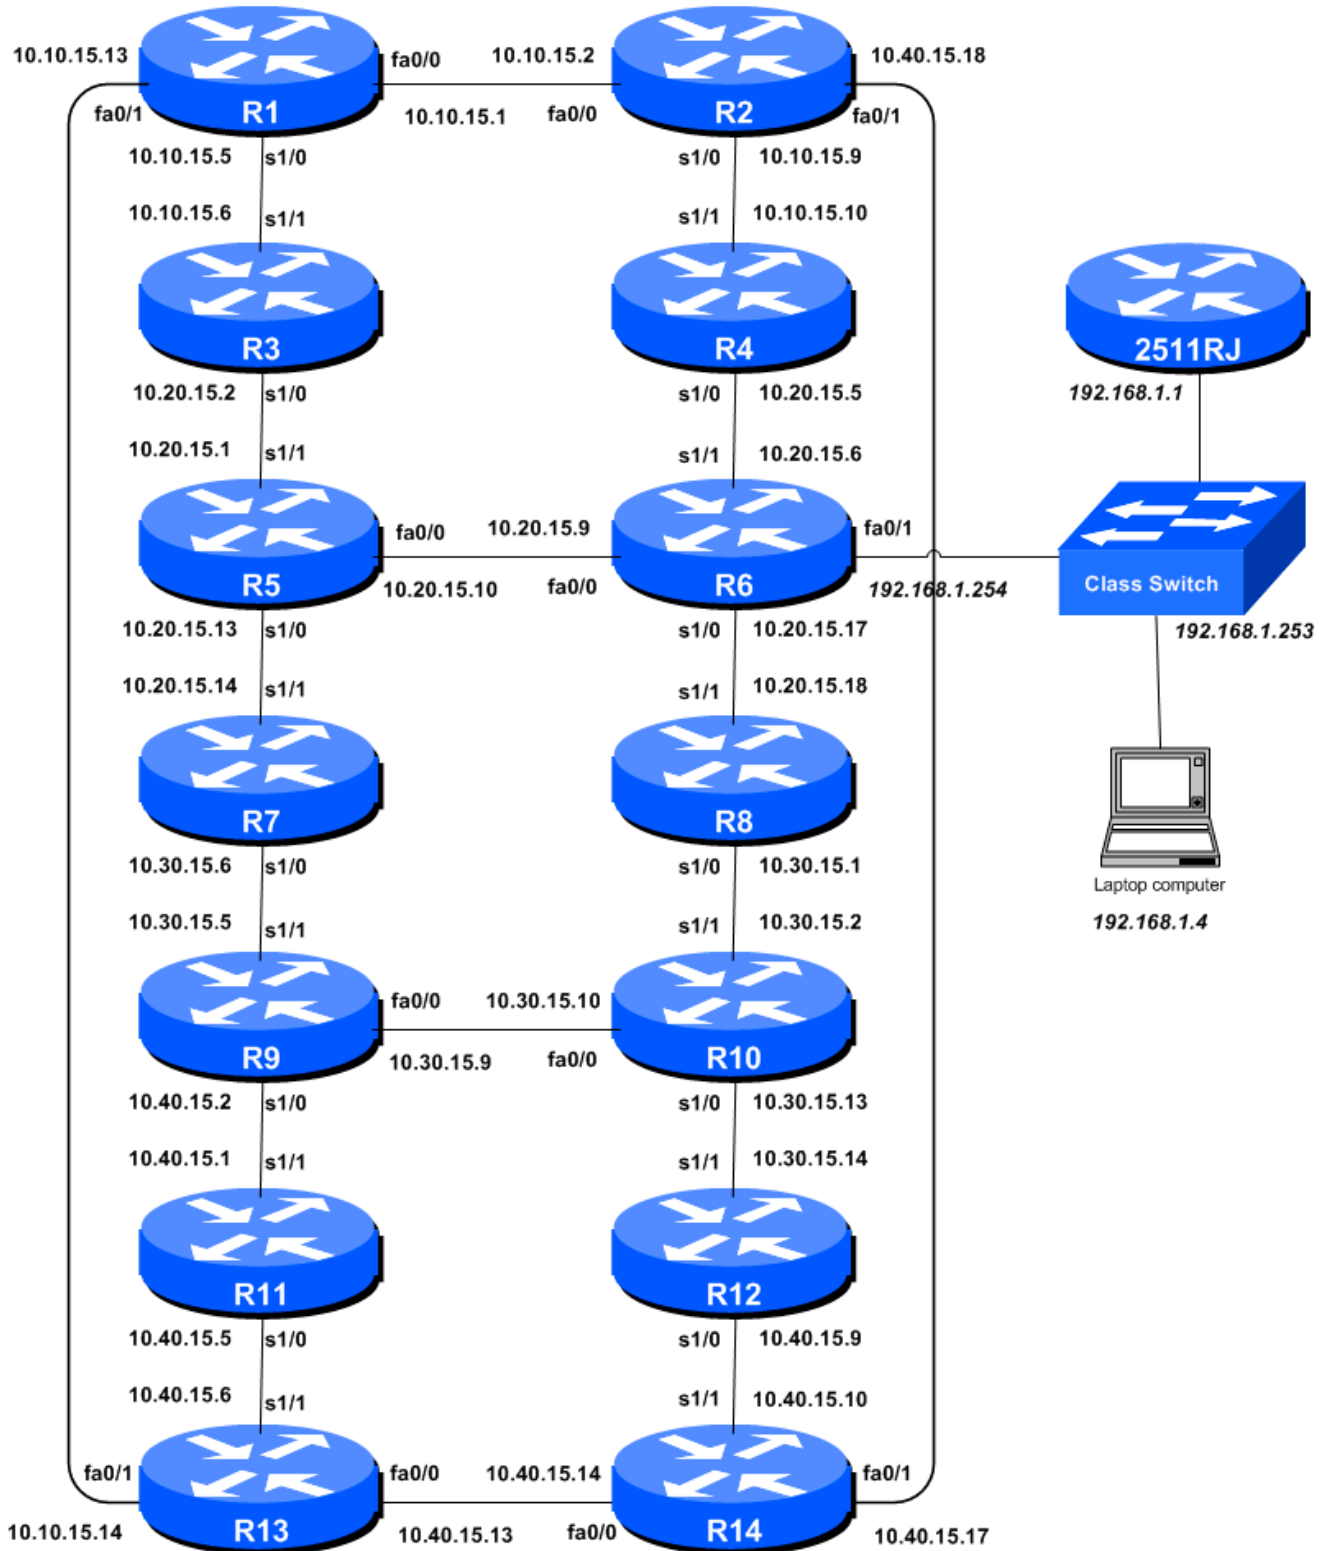 10.10.15.13
fa0/0
10.10.15.2
10.40.15.18
fa0/1
R1
10.10.15.1
fa0/0
R2
fa0/1
10.10.15.5
s1/0
s1/0
10.10.15.9
10.10.15.6
s1/1
s1/1
10.10.15.10
R3
R4
2511RJ
10.20.15.2
s1/0
s1/0
10.20.15.5
192.168.1.1
10.20.15.1
s1/1
s1/1
10.20.15.6
fa0/0
10.20.15.9
fa0/1
R5
10.20.15.10
fa0/0
R6
192.168.1.254
Class Switch
10.20.15.13
s1/0
s1/0
10.20.15.17
192.168.1.253
10.20.15.14
s1/1
s1/1
10.20.15.18
R7
R8
10.30.15.6
s1/0
s1/0
10.30.15.1
Laptop computer
10.30.15.5
s1/1
s1/1
10.30.15.2
192.168.1.4
fa0/0
10.30.15.10
R9
10.30.15.9
fa0/0
R10
10.40.15.2
s1/0
s1/0
10.30.15.13
10.40.15.1
s1/1
s1/1
10.30.15.14
R11
R12
10.40.15.5
s1/0
s1/0
10.40.15.9
10.40.15.6
s1/1
s1/1
10.40.15.10
fa0/1
fa0/0
10.40.15.14
fa0/1
10.10.15.14
R13
10.40.15.13
fa0/0
R14
10.40.15.17